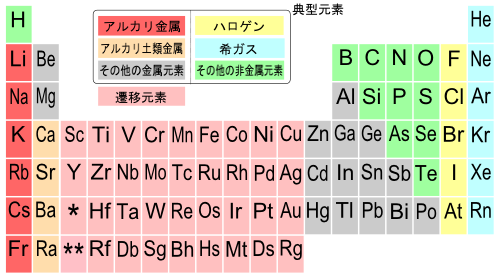 典型元素
H He
アルカリ金属 ハロゲン
アルカリ土類金属 希ガス
その他の金属元素 その他の非金属元素
遷移元素
Li Be B C N O F Ne
Na Mg Al Si P S Cl Ar
K Ca Sc Ti V Cr Mn Fe Co Ni Cu Zn Ga Ge As Se Br Kr
Rb Sr Y Zr Nb Mo Tc Ru Rh Pd Ag Cd In Sn Sb Te I Xe
Cs Ba * Hf Ta W Re Os Ir Pt Au Hg Tl Pb Bi Po At Rn
Fr Ra ** Rf Db Sg Bh Hs Mt Ds Rg